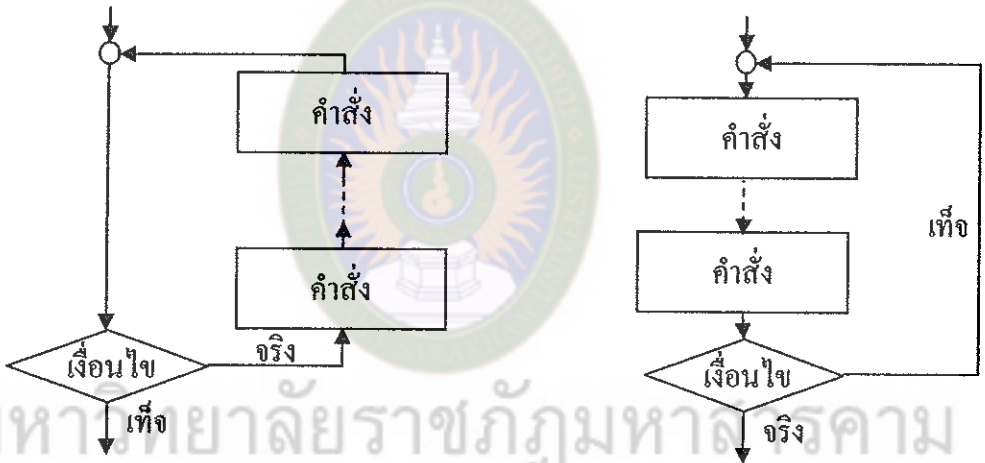 คำสั่ง
คำสั่ง
เงื่อนไข
จริง
เท็จ
คำสั่ง
คำสั่ง
เงื่อนไข
เท็จ
จริง
มหาวิทยาลัยราชภัฏมหาสารคาม